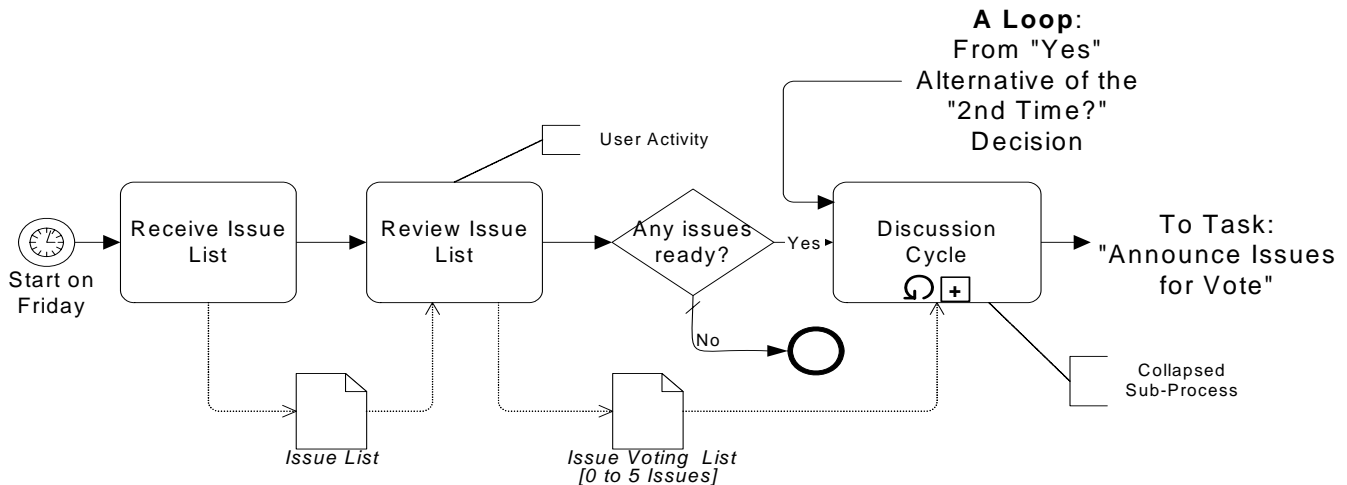 A Loop:
From "Yes"
Alternative of the
"2nd Time?"
Decision
User Activity
Start on
Friday
Receive Issue
List
Review Issue
List
Any issues
ready?
Yes
No
Discussion
Cycle
+
To Task:
"Announce Issues
for Vote"
Collapsed
Sub-Process
Issue List
Issue Voting List
[0 to 5 Issues]